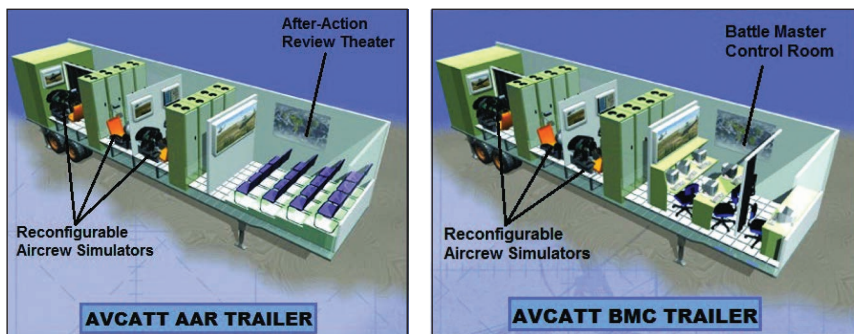 After-Action
Review Theater
Reconfigurable
Aircrew Simulators
AVCATT AAR TRAILER
Battle Master
Control Room
Reconfigurable
Aircrew Simulators
AVCATT BMC TRAILER